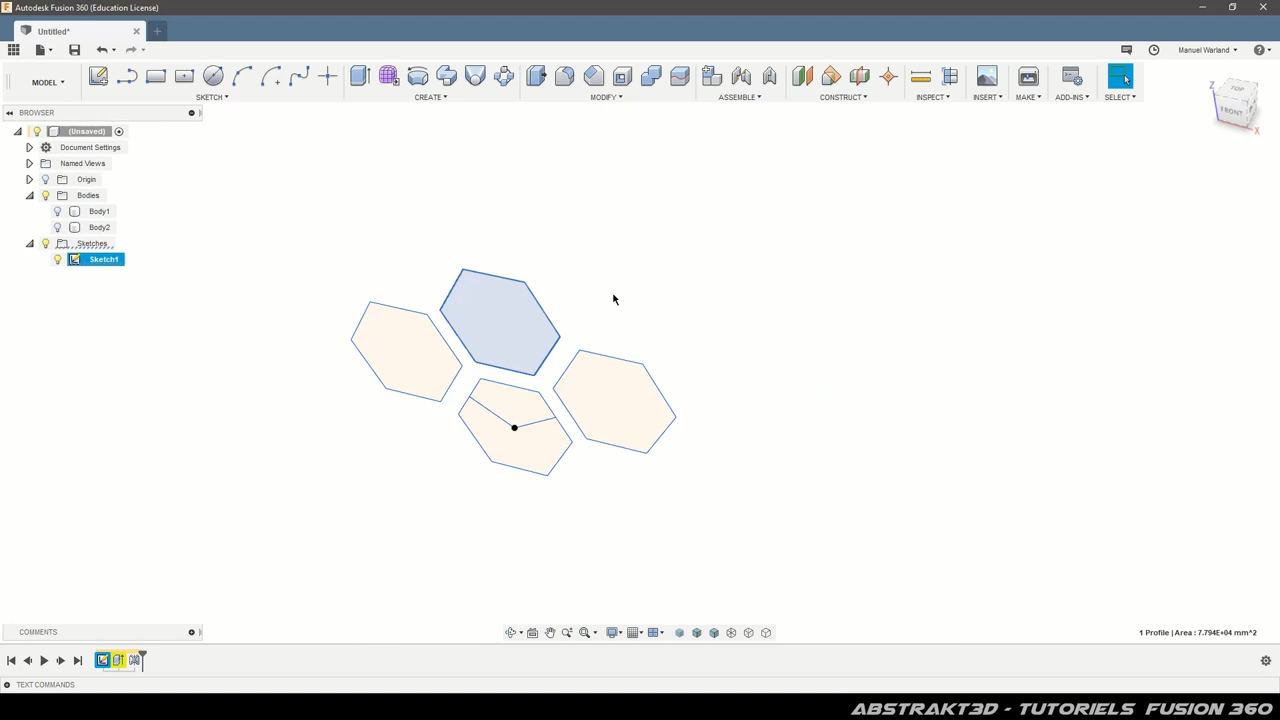 Autodesk Fusion 360 (Education License)
Untitled*
Manuel Warland
MODEL
SKETCH
CREATE
MODIFY
ASSEMBLE
CONSTRUCT
INSPECT
INSERT
MAKE
ADD-INS
SELECT
BROWSER
(Unsaved)
Document Settings
Named Views
Origin
Bodies
Body1
Body2
Sketches
Sketch1
Z
TOP
FRONT
X
COMMENTS
1 Profile | Area : 7.794E+04 mm^2
TEXT COMMANDS
ABSTRAKT3D - TUTORIELS FUSION 360